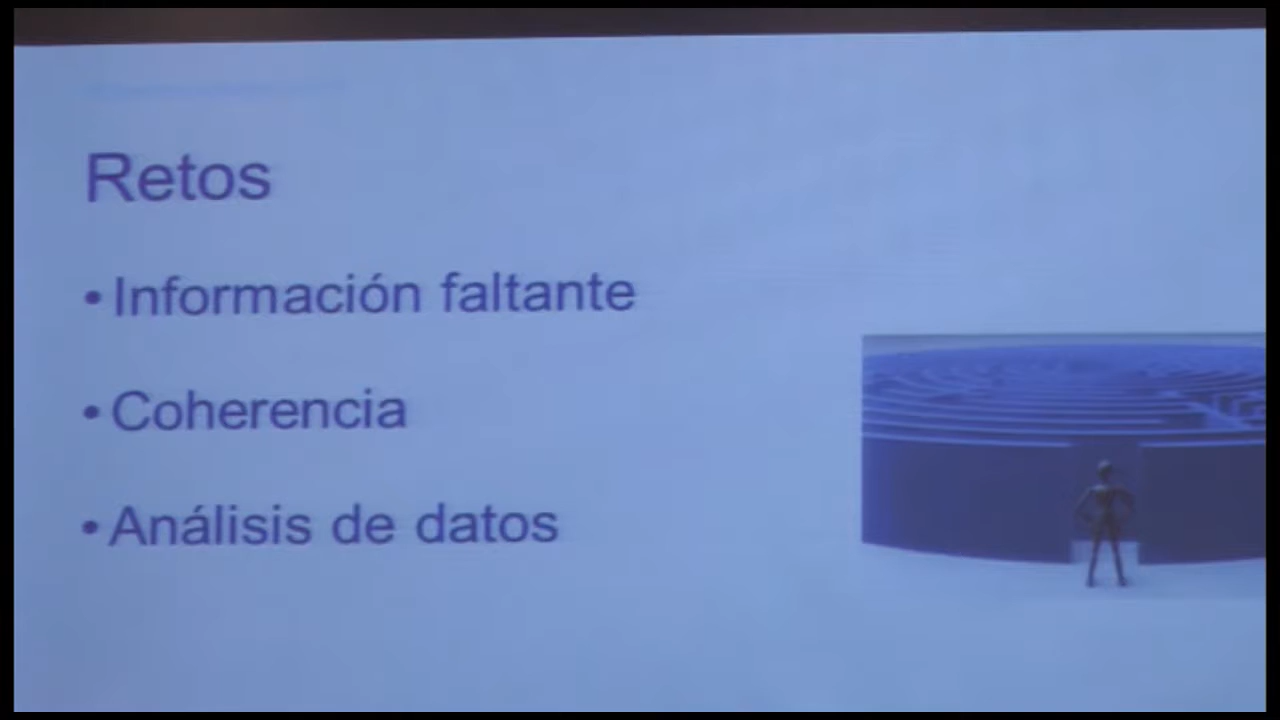 Retos
• Información faltante
• Coherencia
• Análisis de datos